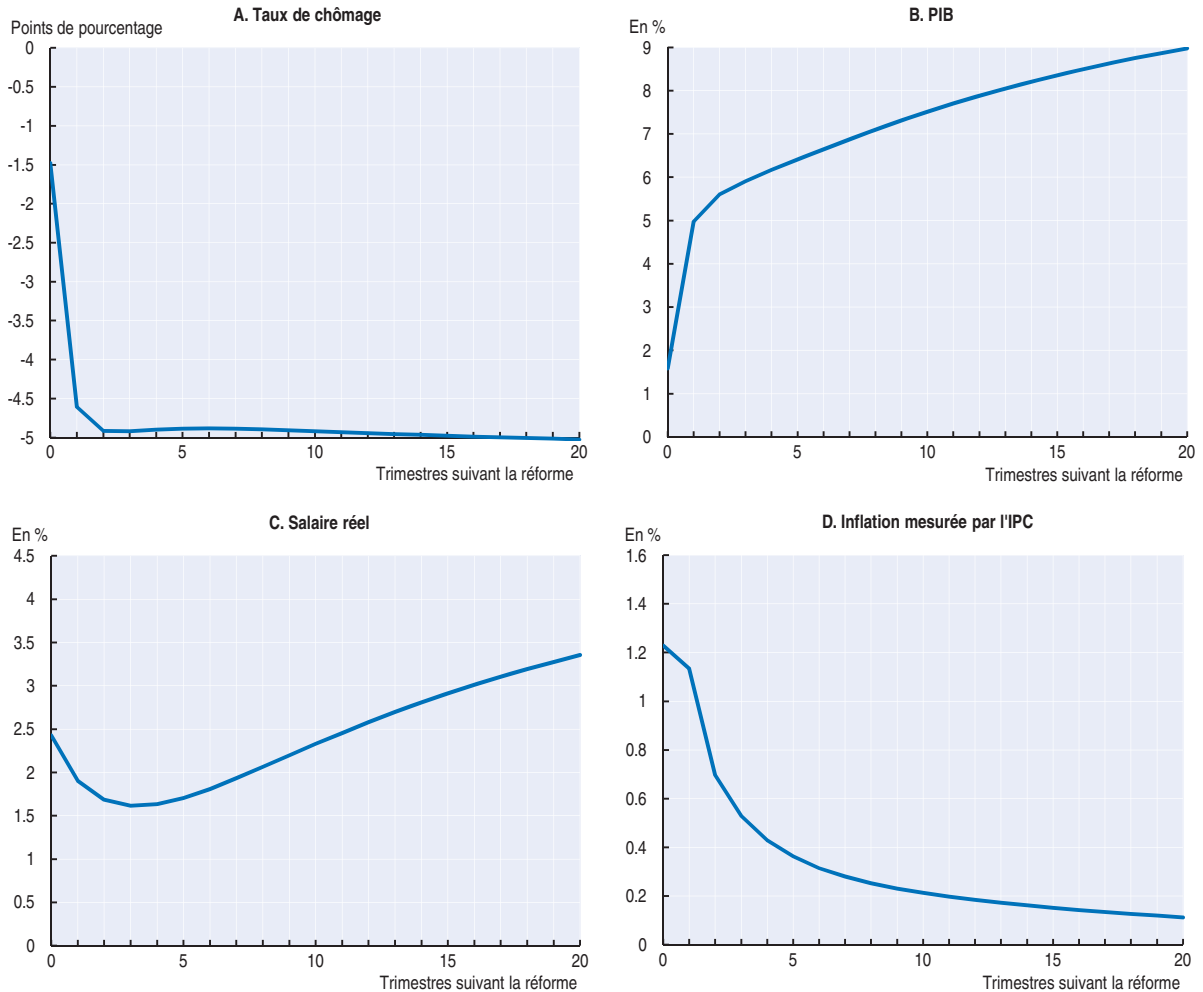 A. Taux de chômage
Points de pourcentage
0
-0.5
-1
-1.5
-2
-2.5
-3
-3.5
-4
-4.5
-5
0 5 10 15 20
Trimestres suivant la réforme
B. PIB
En %
9
8
7
6
5
4
3
2
1
0
0 5 10 15 20
Trimestres suivant la réforme
C. Salaire réel
En %
4.5
4
3.5
3
2.5
2
1.5
1
0.5
0
0 5 10 15 20
Trimestres suivant la réforme
D. Inflation mesurée par l'IPC
En %
1.6
1.4
1.2
1
0.8
0.6
0.4
0.2
0
0 5 10 15 20
Trimestres suivant la réforme